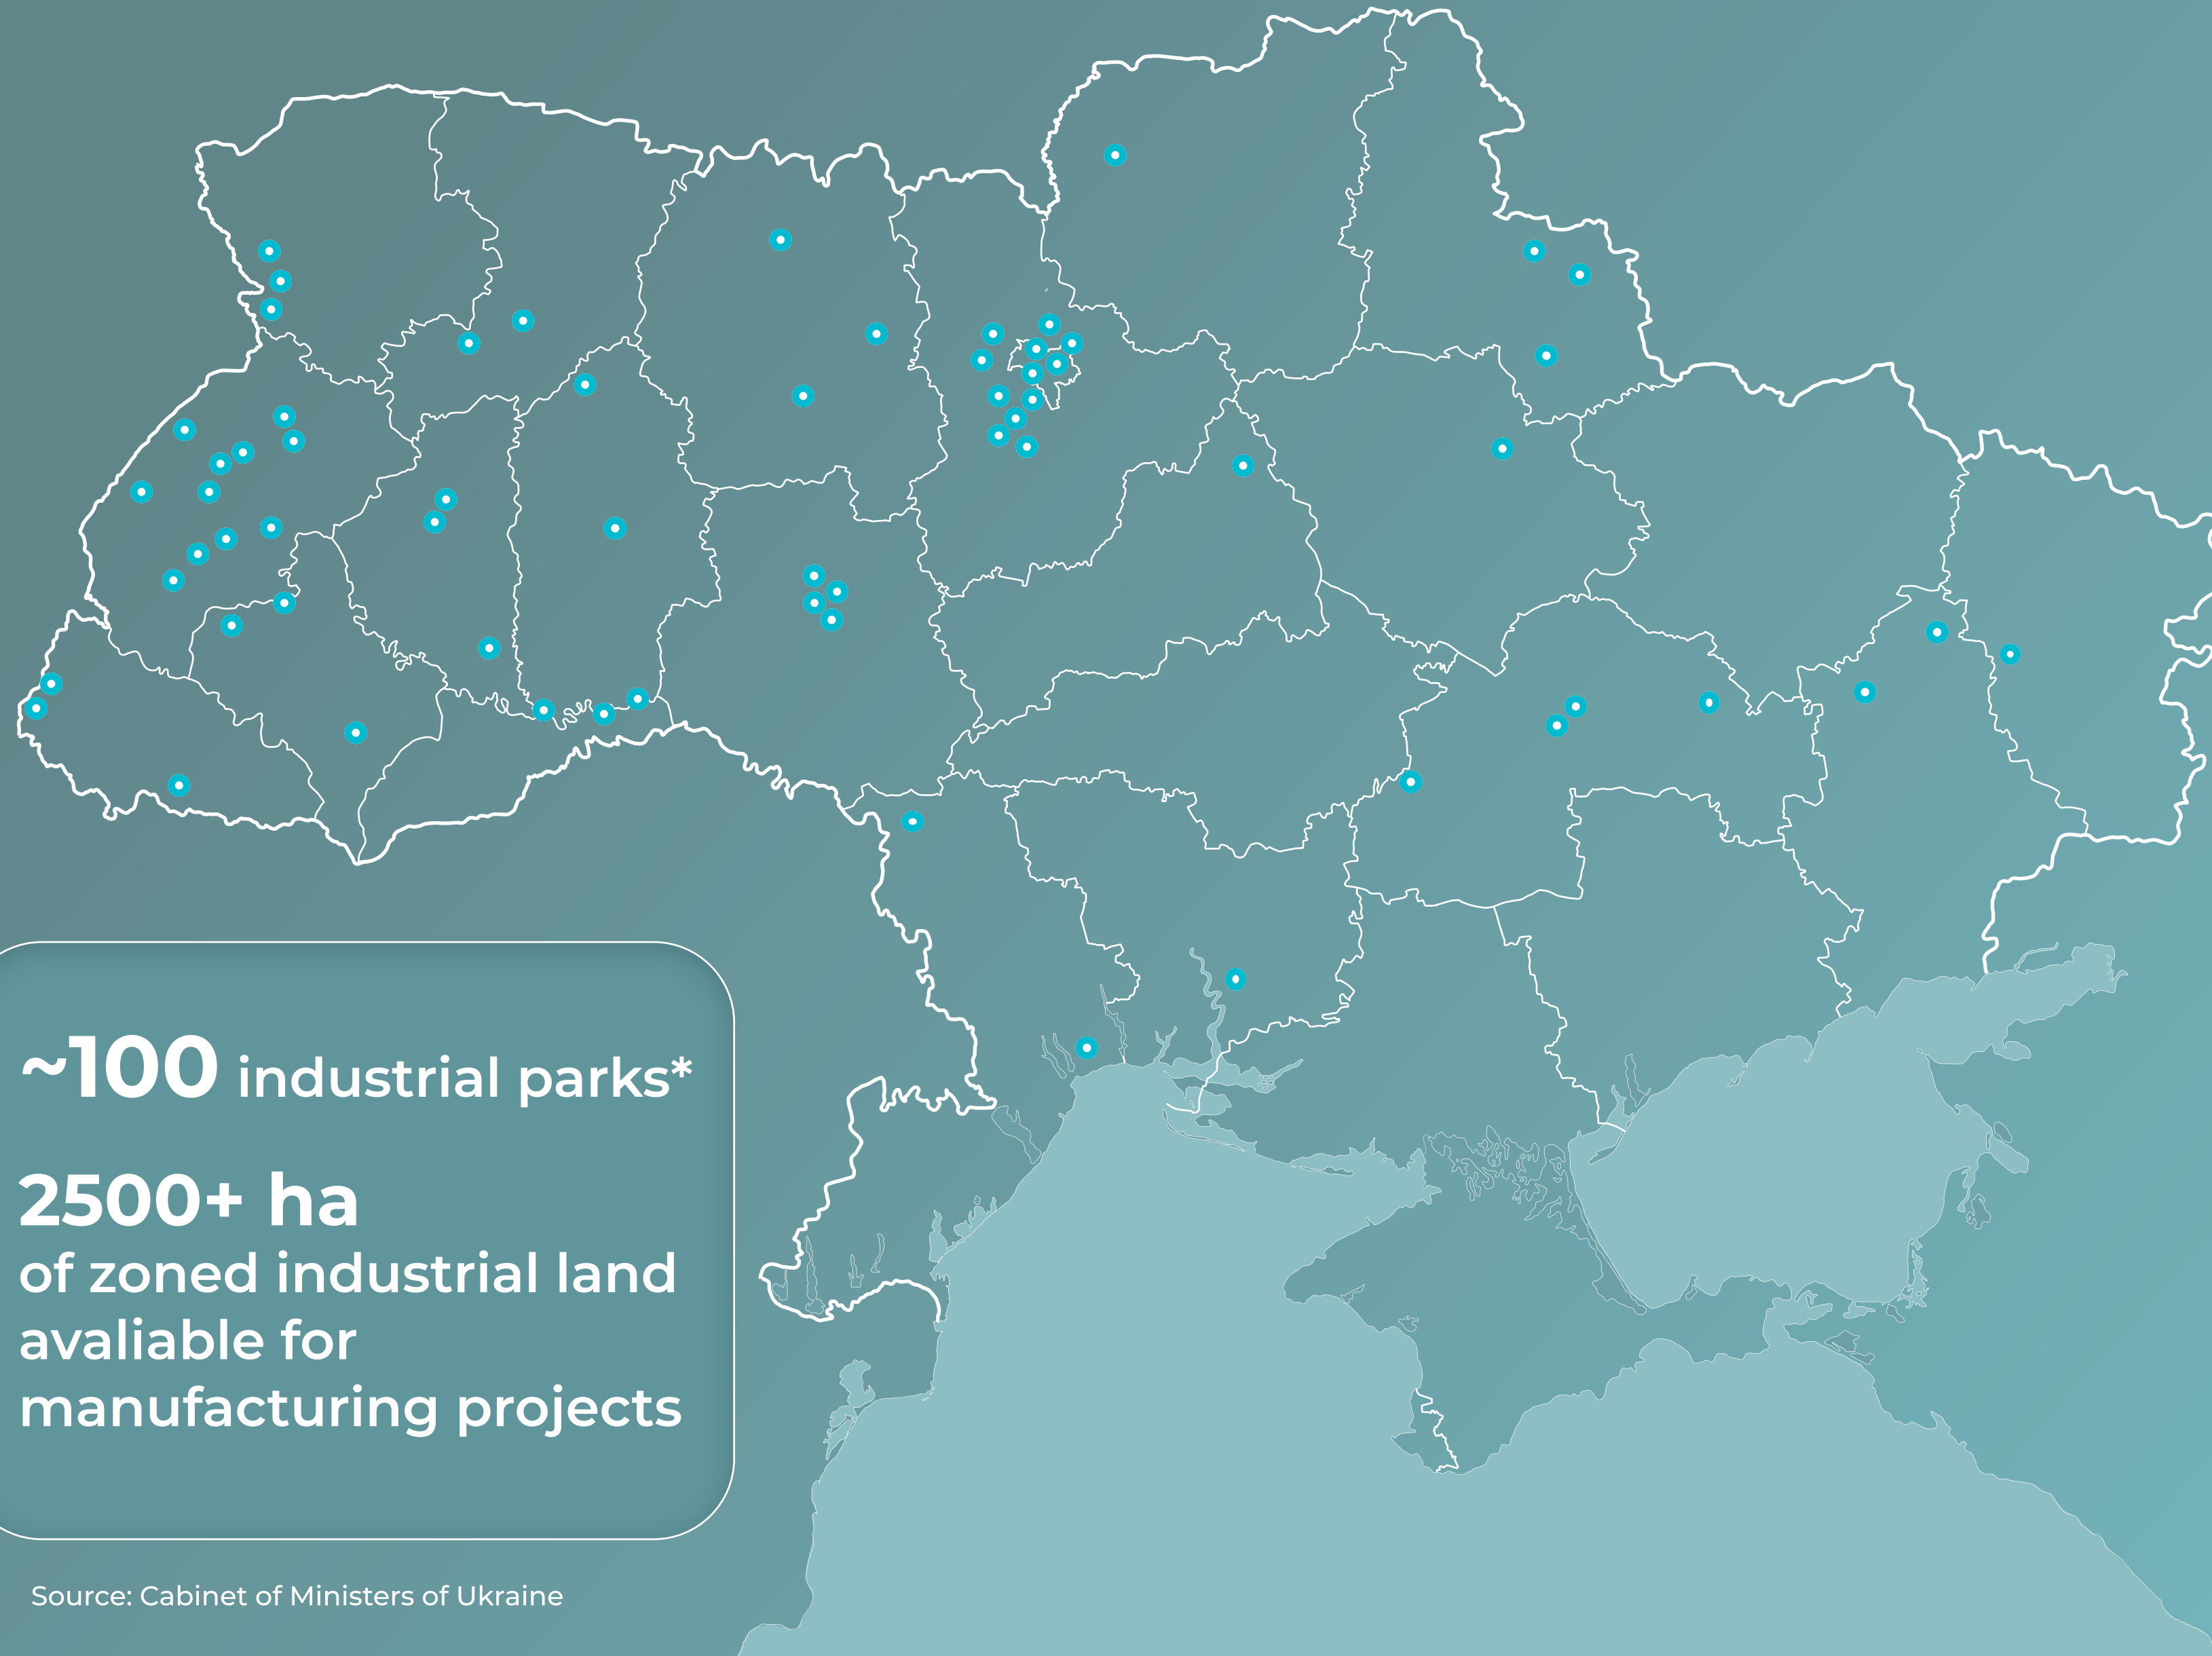 ~100 industrial parks*
2500+ ha
of zoned industrial land
avaliable for
manufacturing projects
Source: Cabinet of Ministers of Ukraine